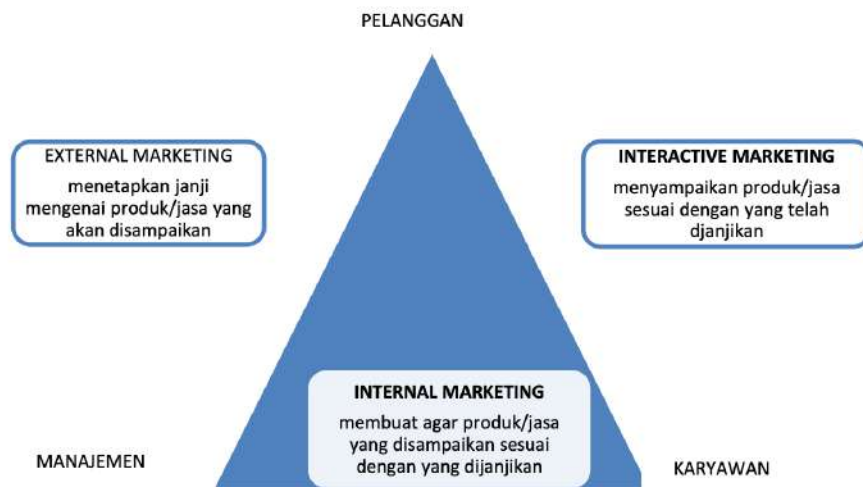 PELANGGAN
EXTERNAL MARKETING
menetapkan janji
mengenai produk/jasa yang
akan disampaikan
INTERACTIVE MARKETING
menyampaikan produk/jasa
sesuai dengan yang telah
djanjikan
INTERNAL MARKETING
membuat agar produk/jasa
yang disampaikan sesuai
dengan yang dijanjikan
MANAJEMEN
KARYAWAN